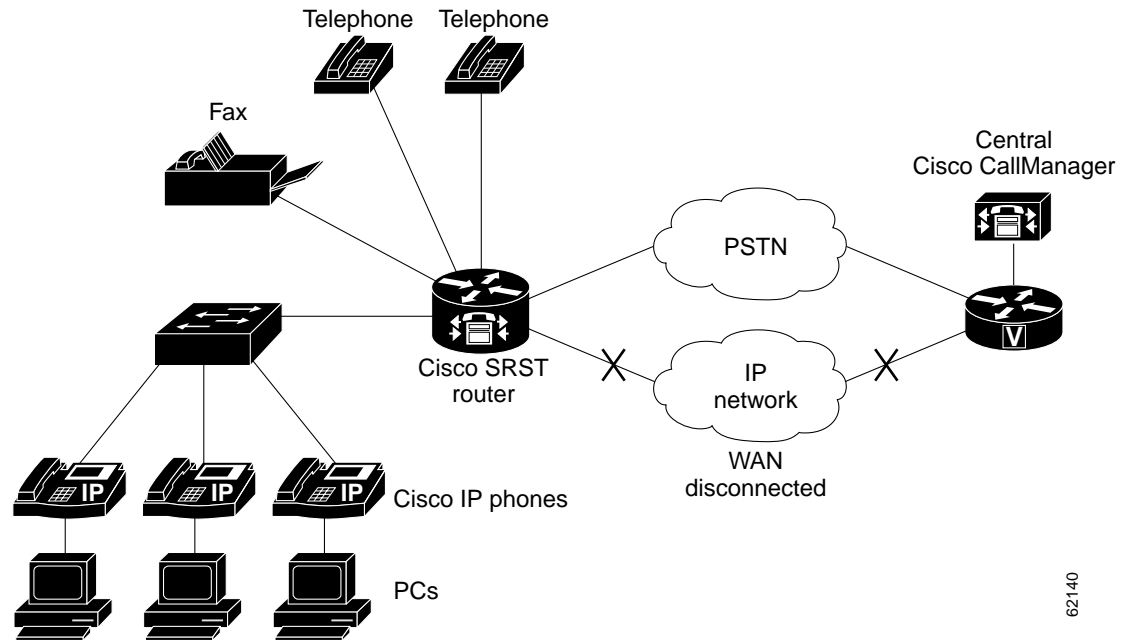 Telephone
Telephone
Fax
Central
Cisco CallManager
PSTN
V
Cisco SRST
router
IP
network
WAN
disconnected
IP
IP
IP
Cisco IP phones
PCs
62140